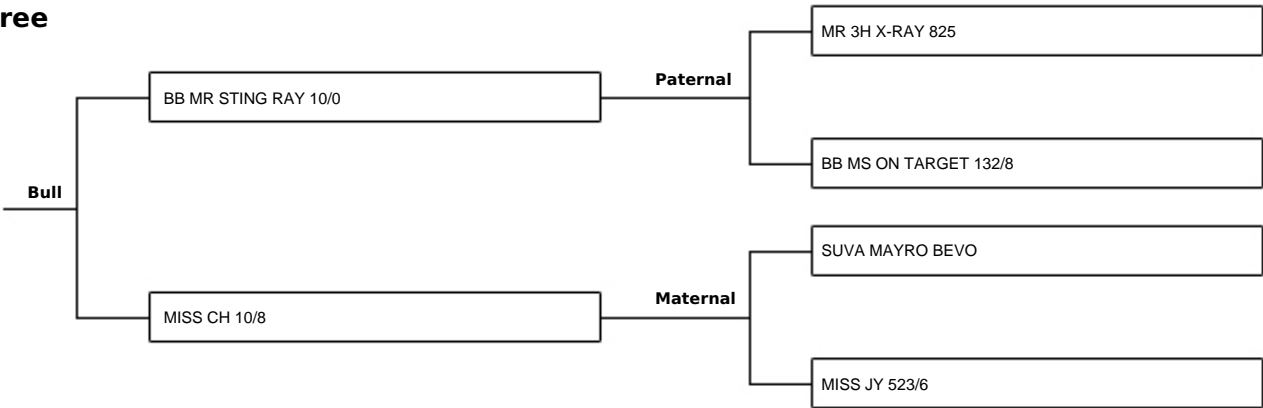 ree
MR 3H X-RAY 825
Paternal
BB MR STING RAY 10/0
BB MS ON TARGET 132/8
Bull
SUVA MAYRO BEVO
Maternal
MISS CH 10/8
MISS JY 523/6